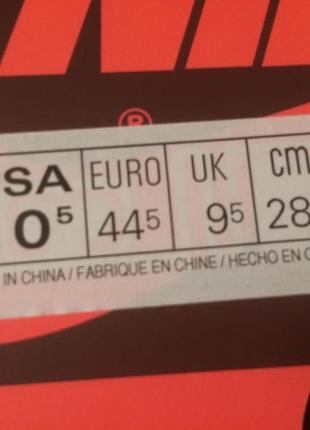 ®
SA EURO UK cm
0⁵ 44⁵ 9⁵ 28
IN CHINA / FABRIQUE EN CHINE / HECHO EN C